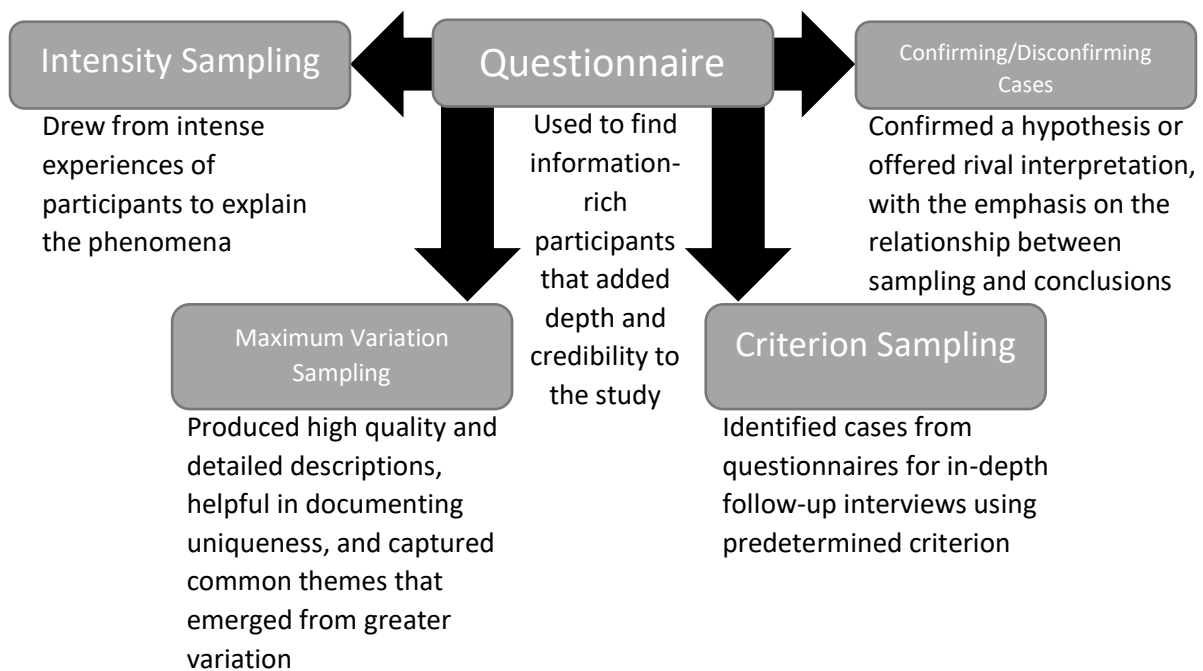 Intensity Sampling
Drew from intense
experiences of
participants to explain
the phenomena
Questionnaire
Used to find
information-
rich
participants
that added
depth and
credibility to
the study
Confirming/Disconfirming
Cases
Confirmed a hypothesis or
offered rival interpretation,
with the emphasis on the
relationship between
sampling and conclusions
Maximum Variation
Sampling
Produced high quality and
detailed descriptions,
helpful in documenting
uniqueness, and captured
common themes that
emerged from greater
variation
Criterion Sampling
Identified cases from
questionnaires for in-depth
follow-up interviews using
predetermined criterion